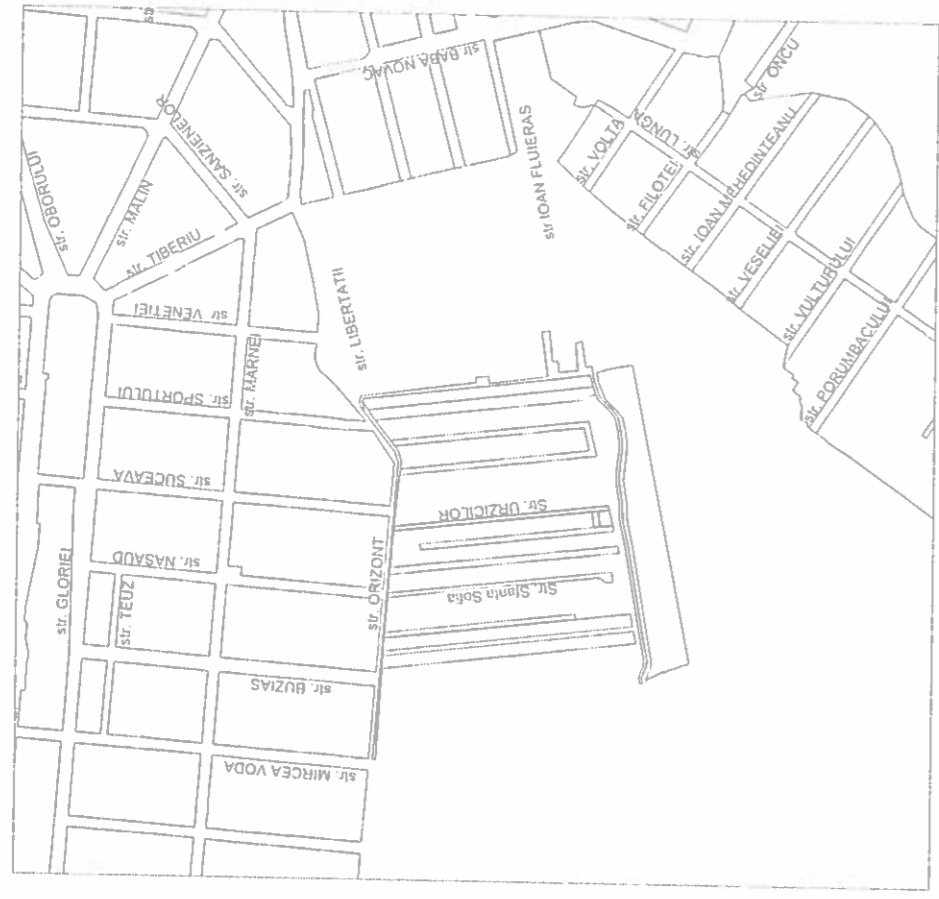 str
str BABA NOVAC
str ONCU
str. SANZIENELOR
str. OBORULUI
str. MALIN
str. TIBERIU
str IOAN FLUIERAS
str. VOLTA
str. LUNGA
str. FILOTEI
str. IOAN MEHEDINTEANU
str. VESELIEI
str. VULTURULUI
str. PORUMBACULUI
str VENETIEI
str. LIBERTATII
str. MARNEI
str. SPORTULUI
str. SUCEAVA
Str. URZICILOR
str. NASAUD
str. GLORIEI
str. TEUZ
str. ORIZONT
Str. Sfanta Sofia
str. BUZIAS
str. MIRCEA VODA